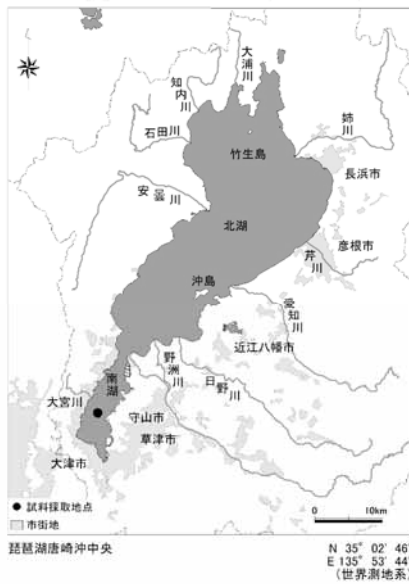 大浦川
知内川
石田川
姉川
竹生島
長浜市
安曇川
北湖
彦根市
芹川
沖島
愛知川
近江八幡市
野洲川
日野川
南湖
大宮川
守山市
草津市
大津市
● 試料採取地点
市街地
0 10km
琵琶湖唐崎沖中央
N 35° 02' 46"
E 135° 53' 44"
(世界測地系)